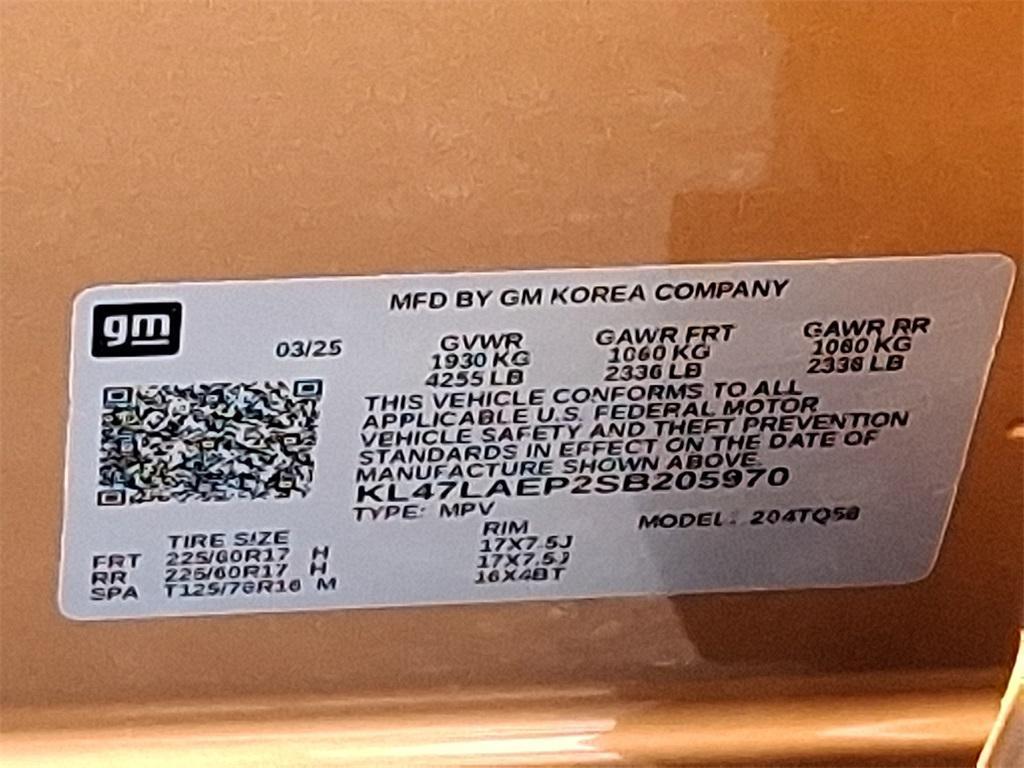 gm
MFD BY GM KOREA COMPANY
03/25
GVWR GAWR FRT GAWR RR
1930 KG 1060 KG 1060 KG
4255 LB 2336 LB 2336 LB
THIS VEHICLE CONFORMS TO ALL
APPLICABLE U.S. FEDERAL MOTOR
VEHICLE SAFETY AND THEFT PREVENTION
STANDARDS IN EFFECT ON THE DATE OF
MANUFACTURE SHOWN ABOVE.
KL47LAEP2SB205970
TYPE: MPV MODEL:
TIRE SIZE RIM
FRT 225/60R17 H 17X7.5J
RR 225/60R17 H 17X7.5J
SPA T125/70R16 M 16X4BT